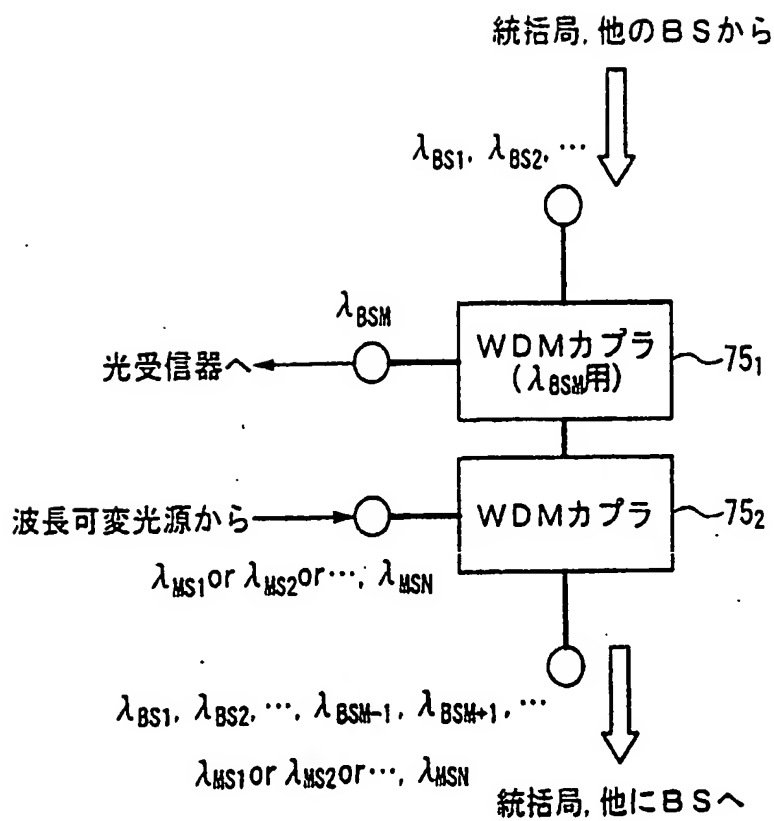 統括局,他のBSから
λBS1, λBS2, …
λBSM
WDMカプラ
(λBSM用)
75₁
光受信器へ
WDMカプラ
75₂
波長可変光源から
λMS1 or λMS2 or …, λMSN
λBS1, λBS2, …, λBSM-1, λBSM+1, …
λMS1 or λMS2 or …, λMSN
統括局,他にBSへ